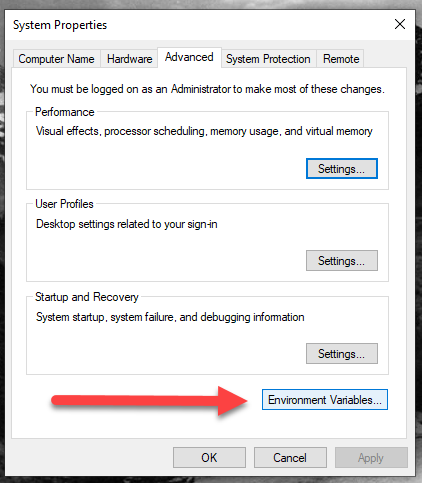 System Properties
Computer Name Hardware Advanced System Protection Remote
You must be logged on as an Administrator to make most of these changes.
Performance
Visual effects, processor scheduling, memory usage, and virtual memory
Settings...
User Profiles
Desktop settings related to your sign-in
Settings...
Startup and Recovery
System startup, system failure, and debugging information
Settings...
Environment Variables...
OK Cancel Apply